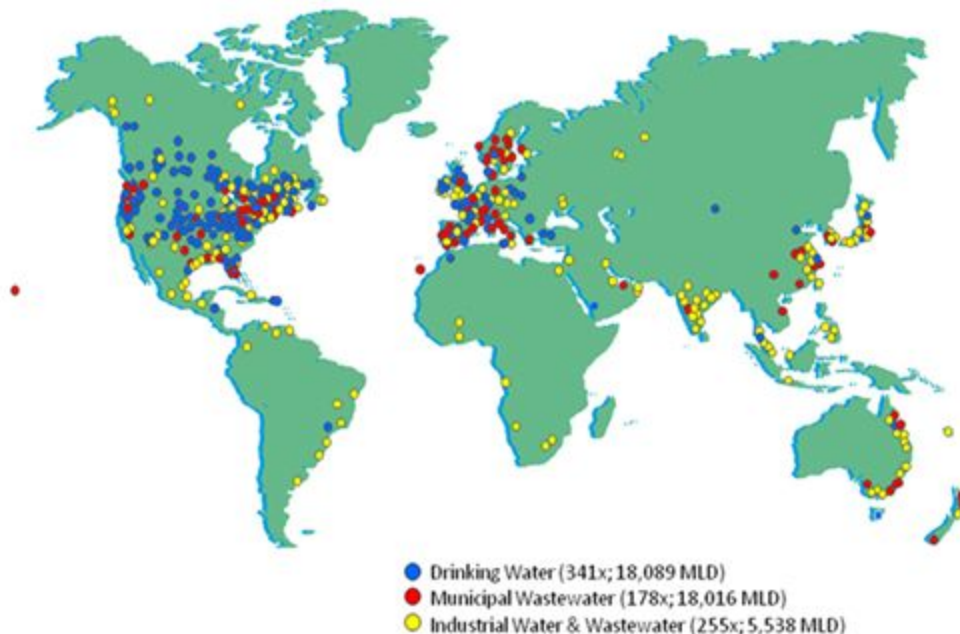 Drinking Water (341x; 18,089 MLD)
Municipal Wastewater (178x; 18,016 MLD)
Industrial Water & Wastewater (255x; 5,538 MLD)